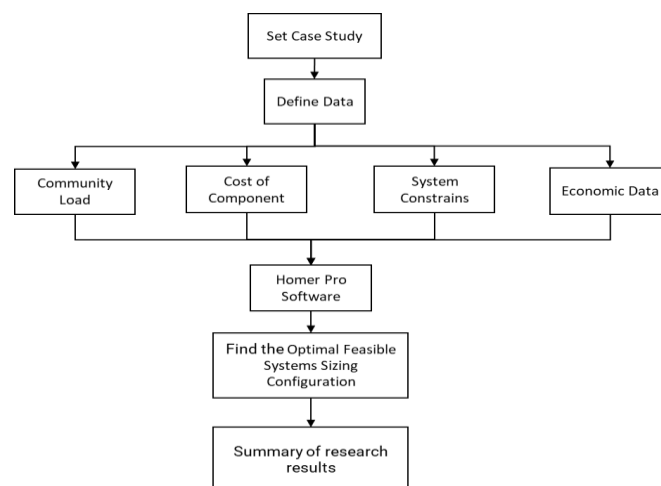 Set Case Study
Define Data
Community
Load
Cost of
Component
System
Constrains
Economic Data
Homer Pro
Software
Find the Optimal Feasible
Systems Sizing
Configuration
Summary of research
results